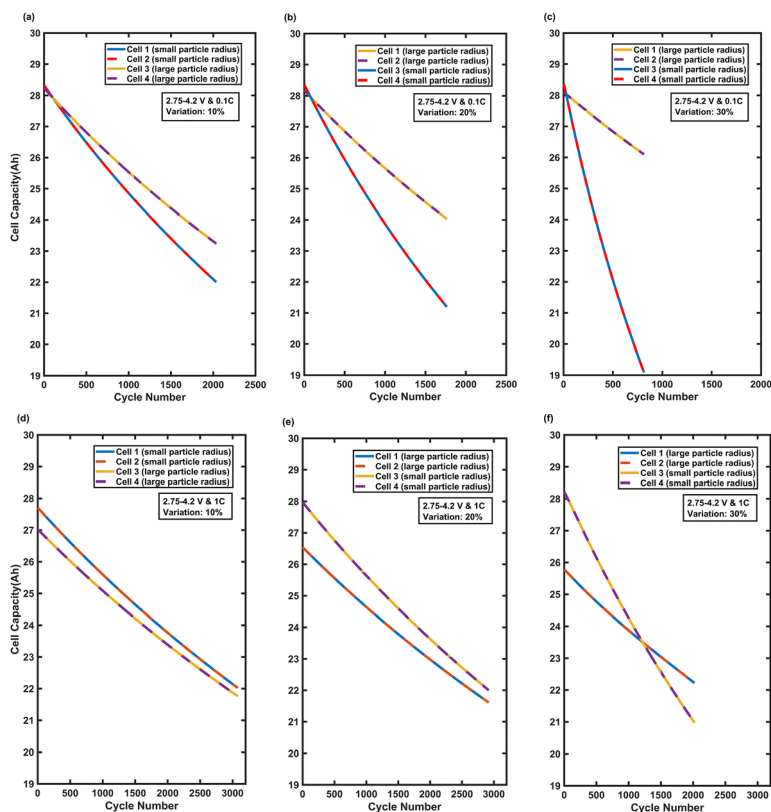 (a)
30
29
28
27
26
25
24
23
22
21
20
19
0 500 1000 1500 2000 2500
Cell Capacity(Ah)
Cycle Number
Cell 1 (small particle radius)
Cell 2 (small particle radius)
Cell 3 (large particle radius)
Cell 4 (large particle radius)
2.75-4.2 V & 0.1C
Variation: 10%
(b)
30
29
28
27
26
25
24
23
22
21
20
19
0 500 1000 1500 2000 2500
Cycle Number
Cell 1 (large particle radius)
Cell 2 (large particle radius)
Cell 3 (small particle radius)
Cell 4 (small particle radius)
2.75-4.2 V & 0.1C
Variation: 20%
(c)
30
29
28
27
26
25
24
23
22
21
20
19
0 500 1000 1500 2000
Cycle Number
Cell 1 (large particle radius)
Cell 2 (large particle radius)
Cell 3 (small particle radius)
Cell 4 (small particle radius)
2.75-4.2 V & 0.1C
Variation: 30%
(d)
30
29
28
27
26
25
24
23
22
21
20
19
0 500 1000 1500 2000 2500 3000
Cell Capacity(Ah)
Cycle Number
Cell 1 (small particle radius)
Cell 2 (small particle radius)
Cell 3 (large particle radius)
Cell 4 (large particle radius)
2.75-4.2 V & 1C
Variation: 10%
(e)
30
29
28
27
26
25
24
23
22
21
20
19
0 500 1000 1500 2000 2500 3000
Cycle Number
Cell 1 (large particle radius)
Cell 2 (large particle radius)
Cell 3 (small particle radius)
Cell 4 (small particle radius)
2.75-4.2 V & 1C
Variation: 20%
(f)
30
29
28
27
26
25
24
23
22
21
20
19
0 500 1000 1500 2000 2500 3000
Cycle Number
Cell 1 (large particle radius)
Cell 2 (large particle radius)
Cell 3 (small particle radius)
Cell 4 (small particle radius)
2.75-4.2 V & 1C
Variation: 30%